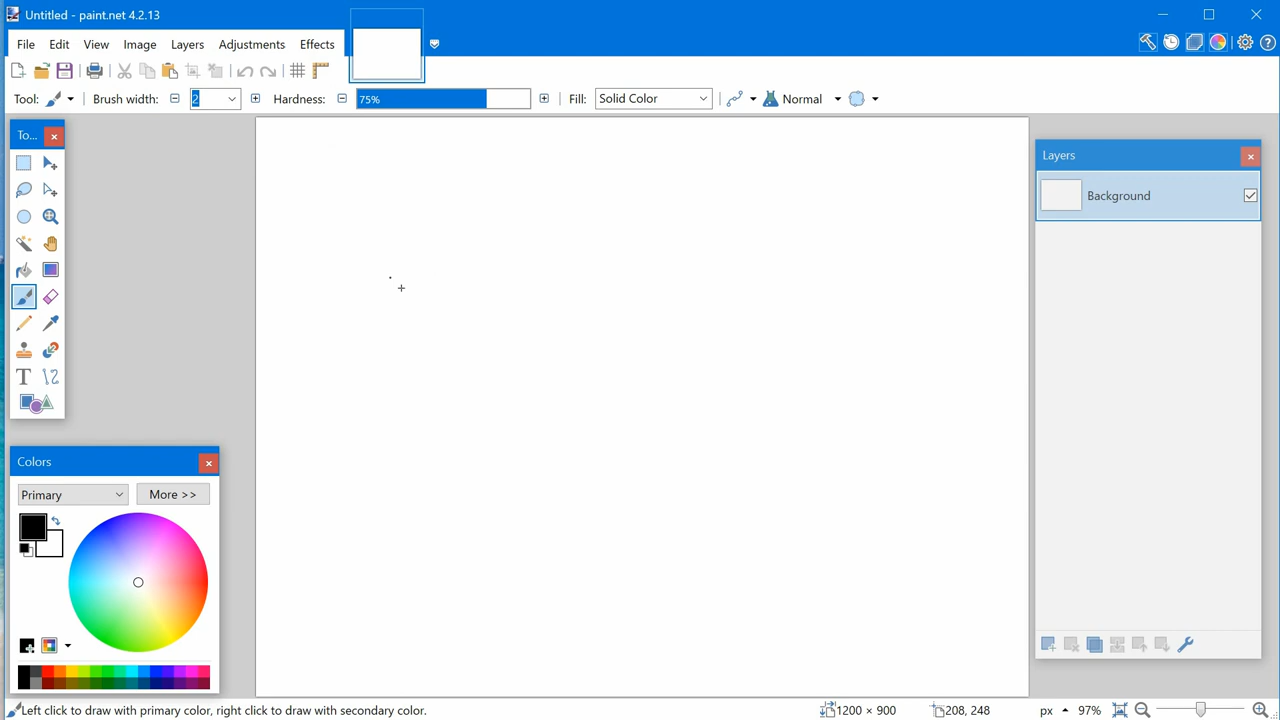 Untitled - paint.net 4.2.13
File Edit View Image Layers Adjustments Effects
Tool: Brush width: 2 Hardness: 75% Fill: Solid Color Normal
To...
Layers
Background
T
Colors
Primary More >>
Left click to draw with primary color, right click to draw with secondary color. 1200 × 900 208, 248 px 97%